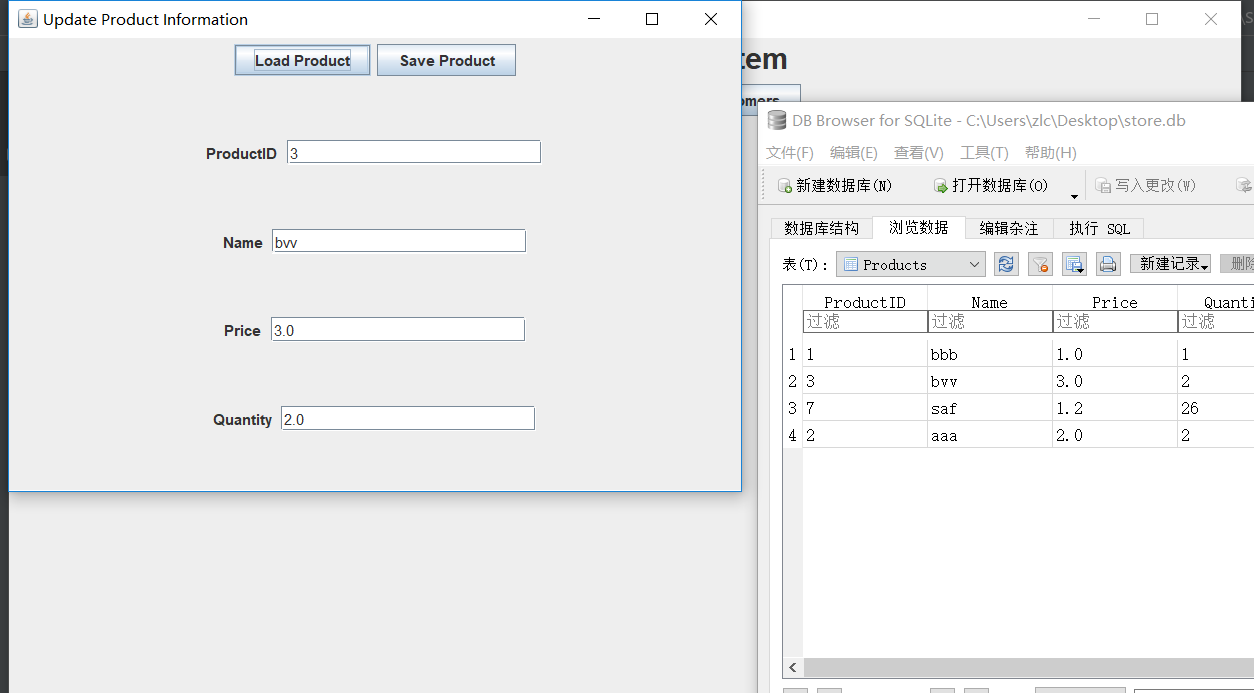 Update Product Information
Load Product Save Product
ProductID 3
Name bvv
Price 3.0
Quantity 2.0
tem
omers
DB Browser for SQLite - C:\Users\zlc\Desktop\store.db
文件(F) 编辑(E) 查看(V) 工具(T) 帮助(H)
新建数据库(N) 打开数据库(O) 写入更改(W)
数据库结构 浏览数据 编辑杂注 执行 SQL
表(T): Products 新建记录 删除
ProductID Name Price Quanti
过滤 过滤 过滤 过滤
1 1 bbb 1.0 1
2 3 bvv 3.0 2
3 7 saf 1.2 26
4 2 aaa 2.0 2